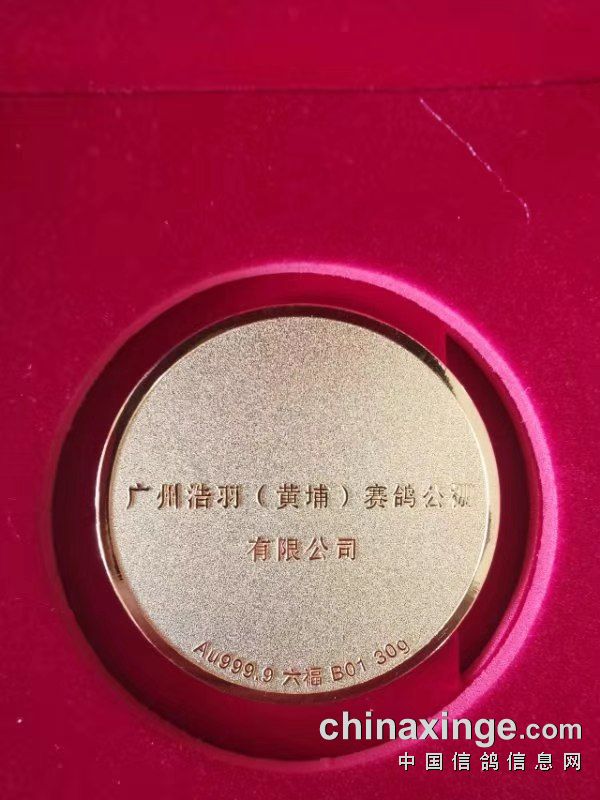 广州浩羽（黄埔）赛鸽公棚
有限公司
Au999.9 六福 B01 30g
chinaxinge.com
中国信鸽信息网